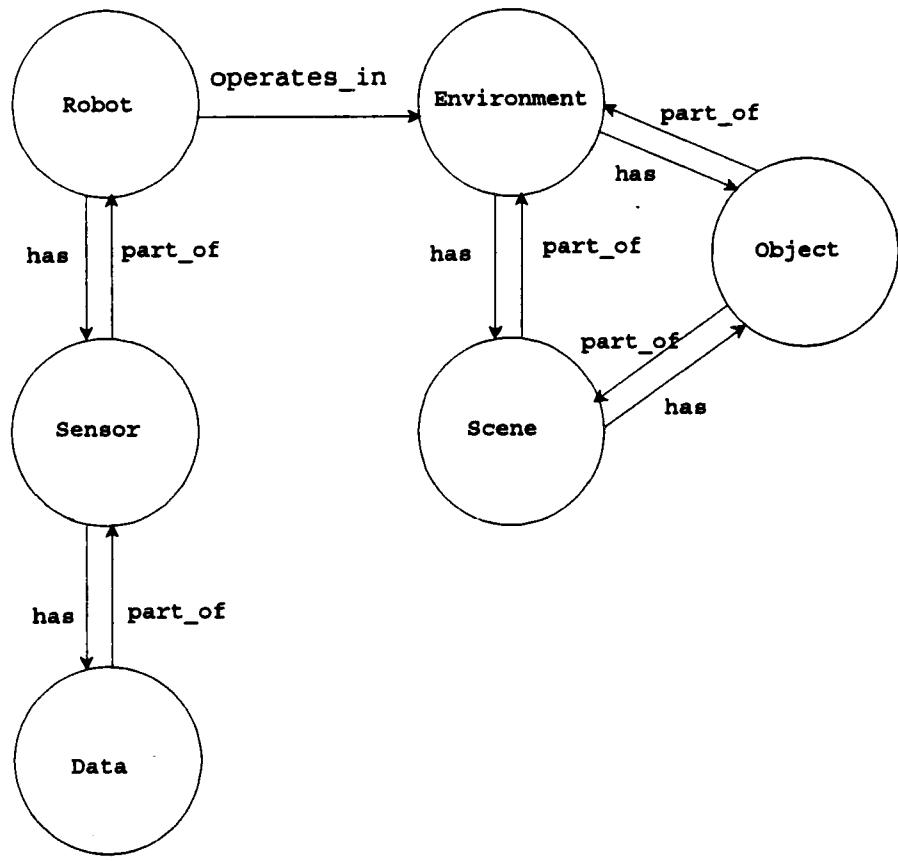 Robot
operates_in
Environment
part_of
has
Object
has
part_of
has
part_of
part_of
has
Sensor
Scene
has
part_of
Data